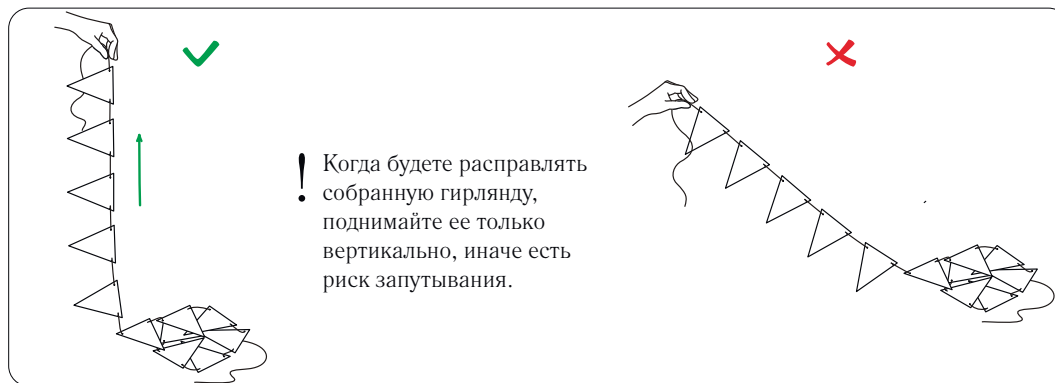 ! Когда будете расправлять
собранную гирлянду,
поднимайте ее только
вертикально, иначе есть
риск запутывания.